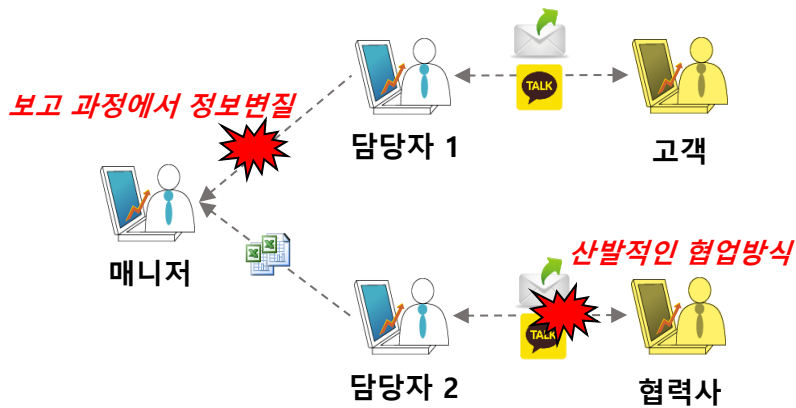 TALK
보고 과정에서 정보변질
담당자 1
고객
매니저
산발적인 협업방식
TALK
담당자 2
협력사